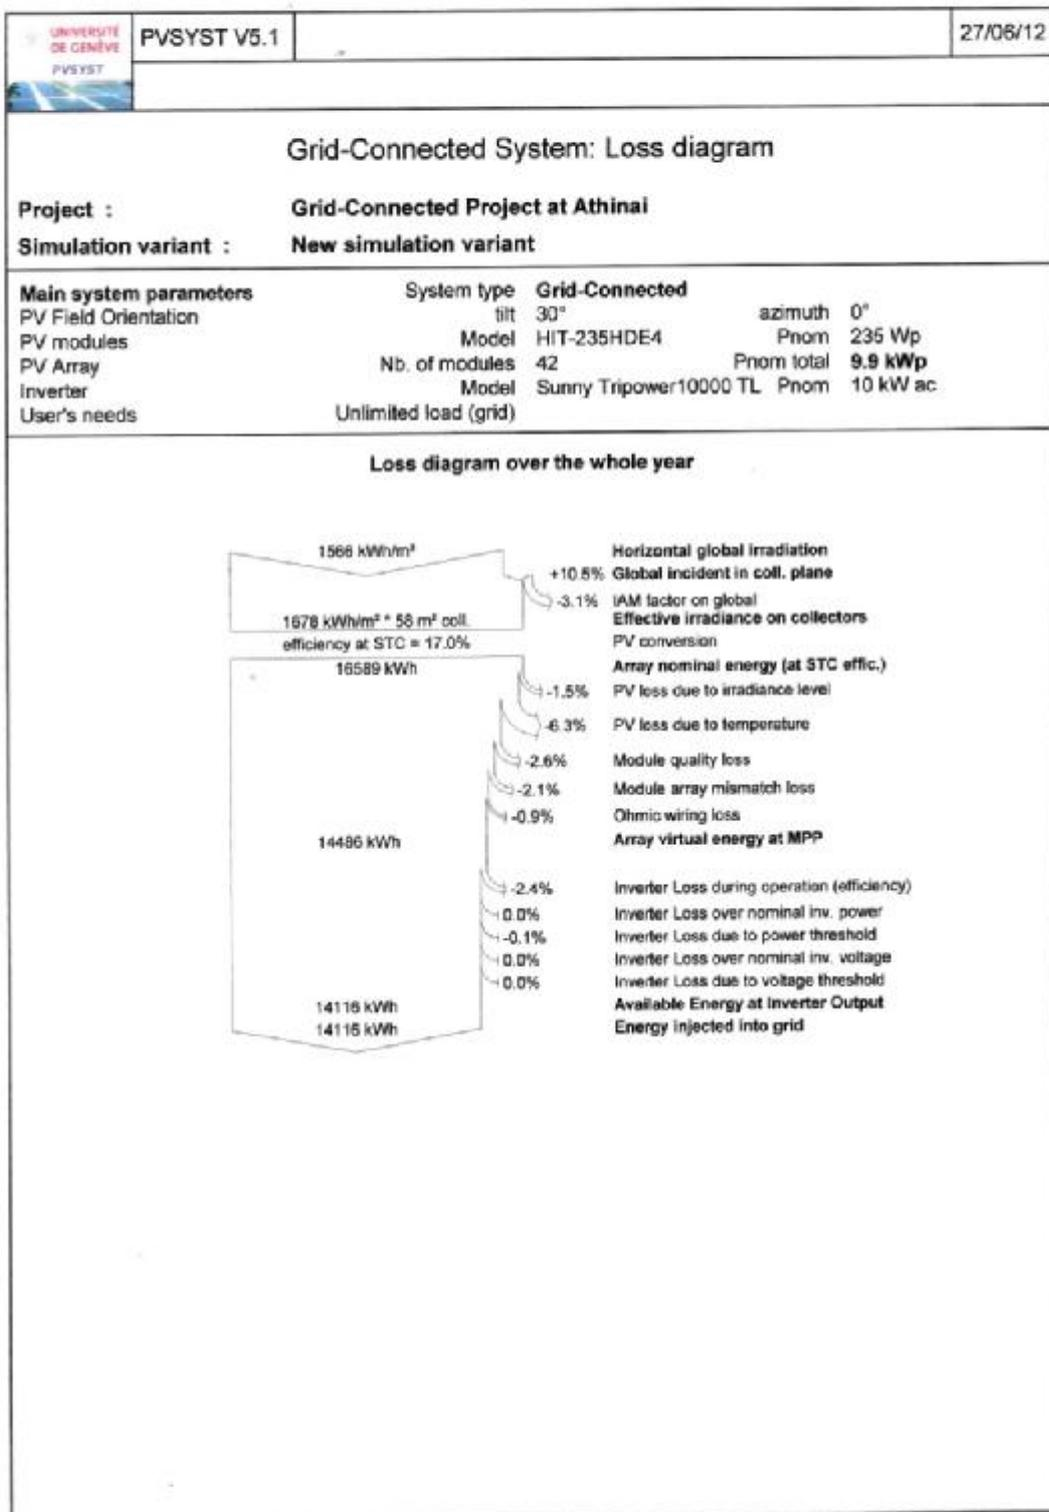 UNIVERSITÉ
DE GENÈVE
PVSYST
PVSYST V5.1
27/06/12
Grid-Connected System: Loss diagram
Project : Grid-Connected Project at Athinai
Simulation variant : New simulation variant
Main system parameters System type Grid-Connected
PV Field Orientation tilt 30° azimuth 0°
PV modules Model HIT-235HDE4 Pnom 235 Wp
PV Array Nb. of modules 42 Pnom total 9.9 kWp
Inverter Model Sunny Tripower10000 TL Pnom 10 kW ac
User's needs Unlimited load (grid)
Loss diagram over the whole year
1566 kWh/m² Horizontal global irradiation
+10.5% Global incident in coll. plane
-3.1% IAM factor on global
1678 kWh/m² * 58 m² coll. Effective irradiance on collectors
efficiency at STC = 17.0% PV conversion
16589 kWh Array nominal energy (at STC effic.)
-1.5% PV loss due to irradiance level
-6.3% PV loss due to temperature
-2.6% Module quality loss
-2.1% Module array mismatch loss
-0.9% Ohmic wiring loss
14486 kWh Array virtual energy at MPP
-2.4% Inverter Loss during operation (efficiency)
0.0% Inverter Loss over nominal inv. power
-0.1% Inverter Loss due to power threshold
0.0% Inverter Loss over nominal inv. voltage
0.0% Inverter Loss due to voltage threshold
14116 kWh Available Energy at Inverter Output
14116 kWh Energy injected into grid